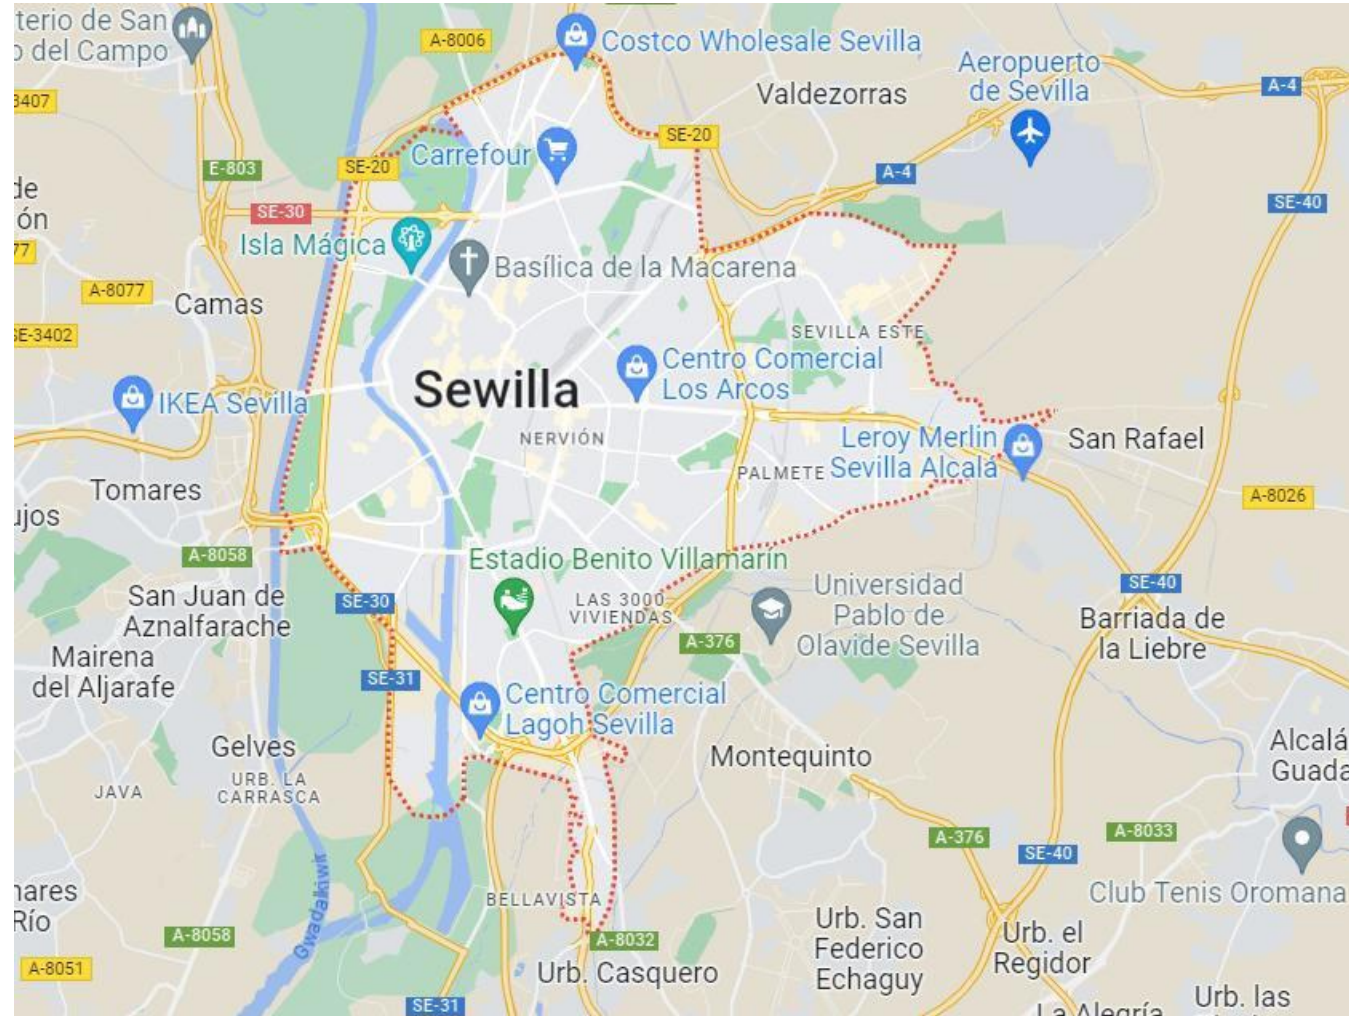 terio de San
o del Campo
A-8006
Costco Wholesale Sevilla
Aeropuerto
de Sevilla
Valdezorras
A-4
3407
SE-20
Carrefour
E-803
SE-20
A-4
de
ón
SE-30
SE-40
Isla Mágica
77
Basílica de la Macarena
A-8077
Camas
SE-3402
SEVILLA ESTE
Centro Comercial
Los Arcos
Sewilla
IKEA Sevilla
NERVIÓN
Leroy Merlin
Sevilla Alcalá
San Rafael
PALMETE
Tomares
A-8026
ujos
A-8058
Estadio Benito Villamarín
SE-40
San Juan de
Aznalfarache
SE-30
LAS 3000
VIVIENDAS
Universidad
Pablo de
Olavide Sevilla
Barriada de
la Liebre
A-376
Mairena
del Aljarafe
SE-31
Centro Comercial
Lagoh Sevilla
Gelves
Montequinto
Alcalá
Guada
URB. LA
CARRASCA
JAVA
A-376
A-8033
SE-40
Gwadalkiwir
nares
Río
BELLAVISTA
Club Tenis Oromana
A-8058
A-8032
Urb. San
Federico
Echaguy
Urb. el
Regidor
A-8051
Urb. Casquero
SE-31
Urb. las
La Alegría